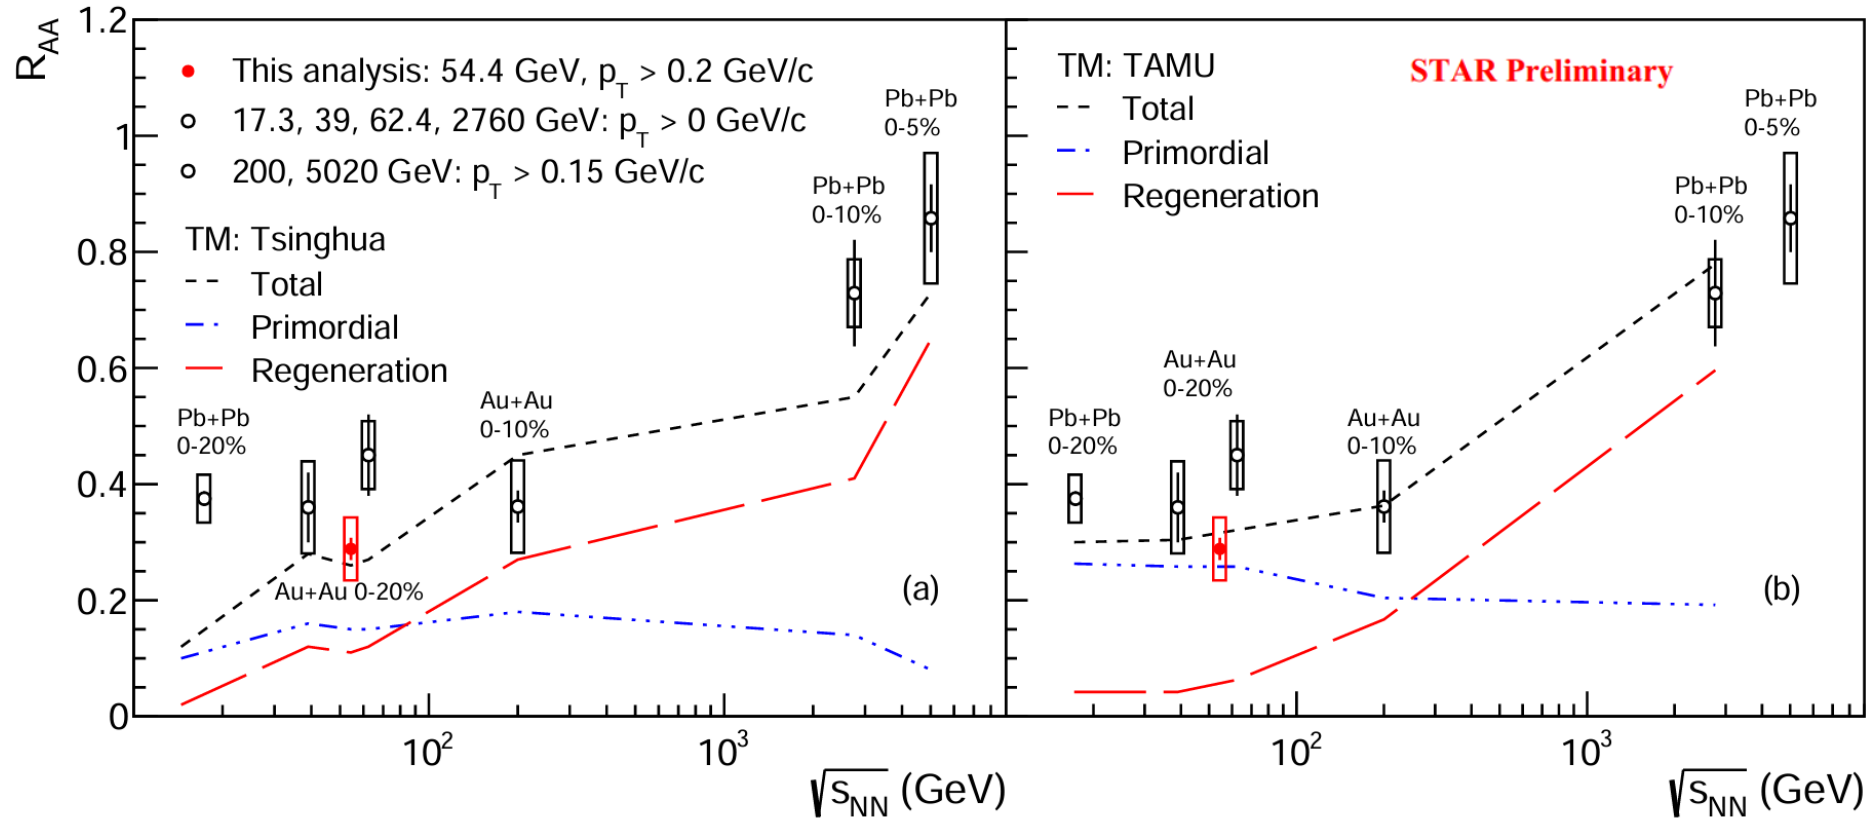 R_AA
1.2
1
0.8
0.6
0.4
0.2
0
This analysis: 54.4 GeV, p_T > 0.2 GeV/c
17.3, 39, 62.4, 2760 GeV: p_T > 0 GeV/c
200, 5020 GeV: p_T > 0.15 GeV/c
TM: Tsinghua
Total
Primordial
Regeneration
Pb+Pb
0-20%
Au+Au 0-20%
Au+Au
0-10%
Pb+Pb
0-10%
Pb+Pb
0-5%
(a)
10^2
10^3
√s_NN (GeV)
TM: TAMU
Total
Primordial
Regeneration
STAR Preliminary
Pb+Pb
0-20%
Au+Au
0-20%
Au+Au
0-10%
Pb+Pb
0-10%
Pb+Pb
0-5%
(b)
10^2
10^3
√s_NN (GeV)